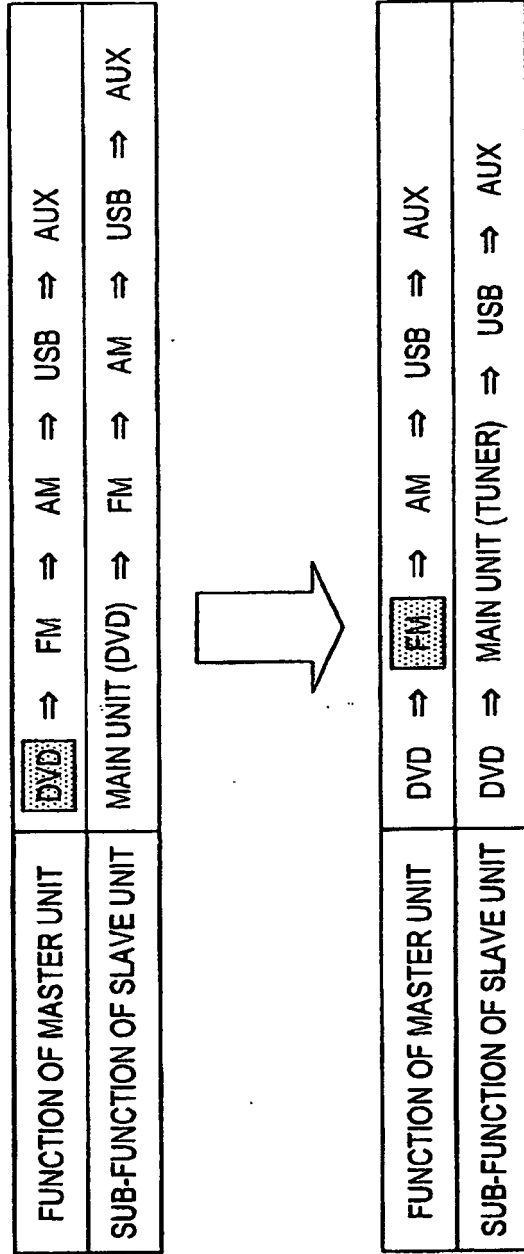 FUNCTION OF MASTER UNIT DVD ⇒ FM ⇒ AM ⇒ USB ⇒ AUX
SUB-FUNCTION OF SLAVE UNIT MAIN UNIT (DVD) ⇒ FM ⇒ AM ⇒ USB ⇒ AUX
FUNCTION OF MASTER UNIT DVD ⇒ FM ⇒ AM ⇒ USB ⇒ AUX
SUB-FUNCTION OF SLAVE UNIT DVD ⇒ MAIN UNIT (TUNER) ⇒ USB ⇒ AUX